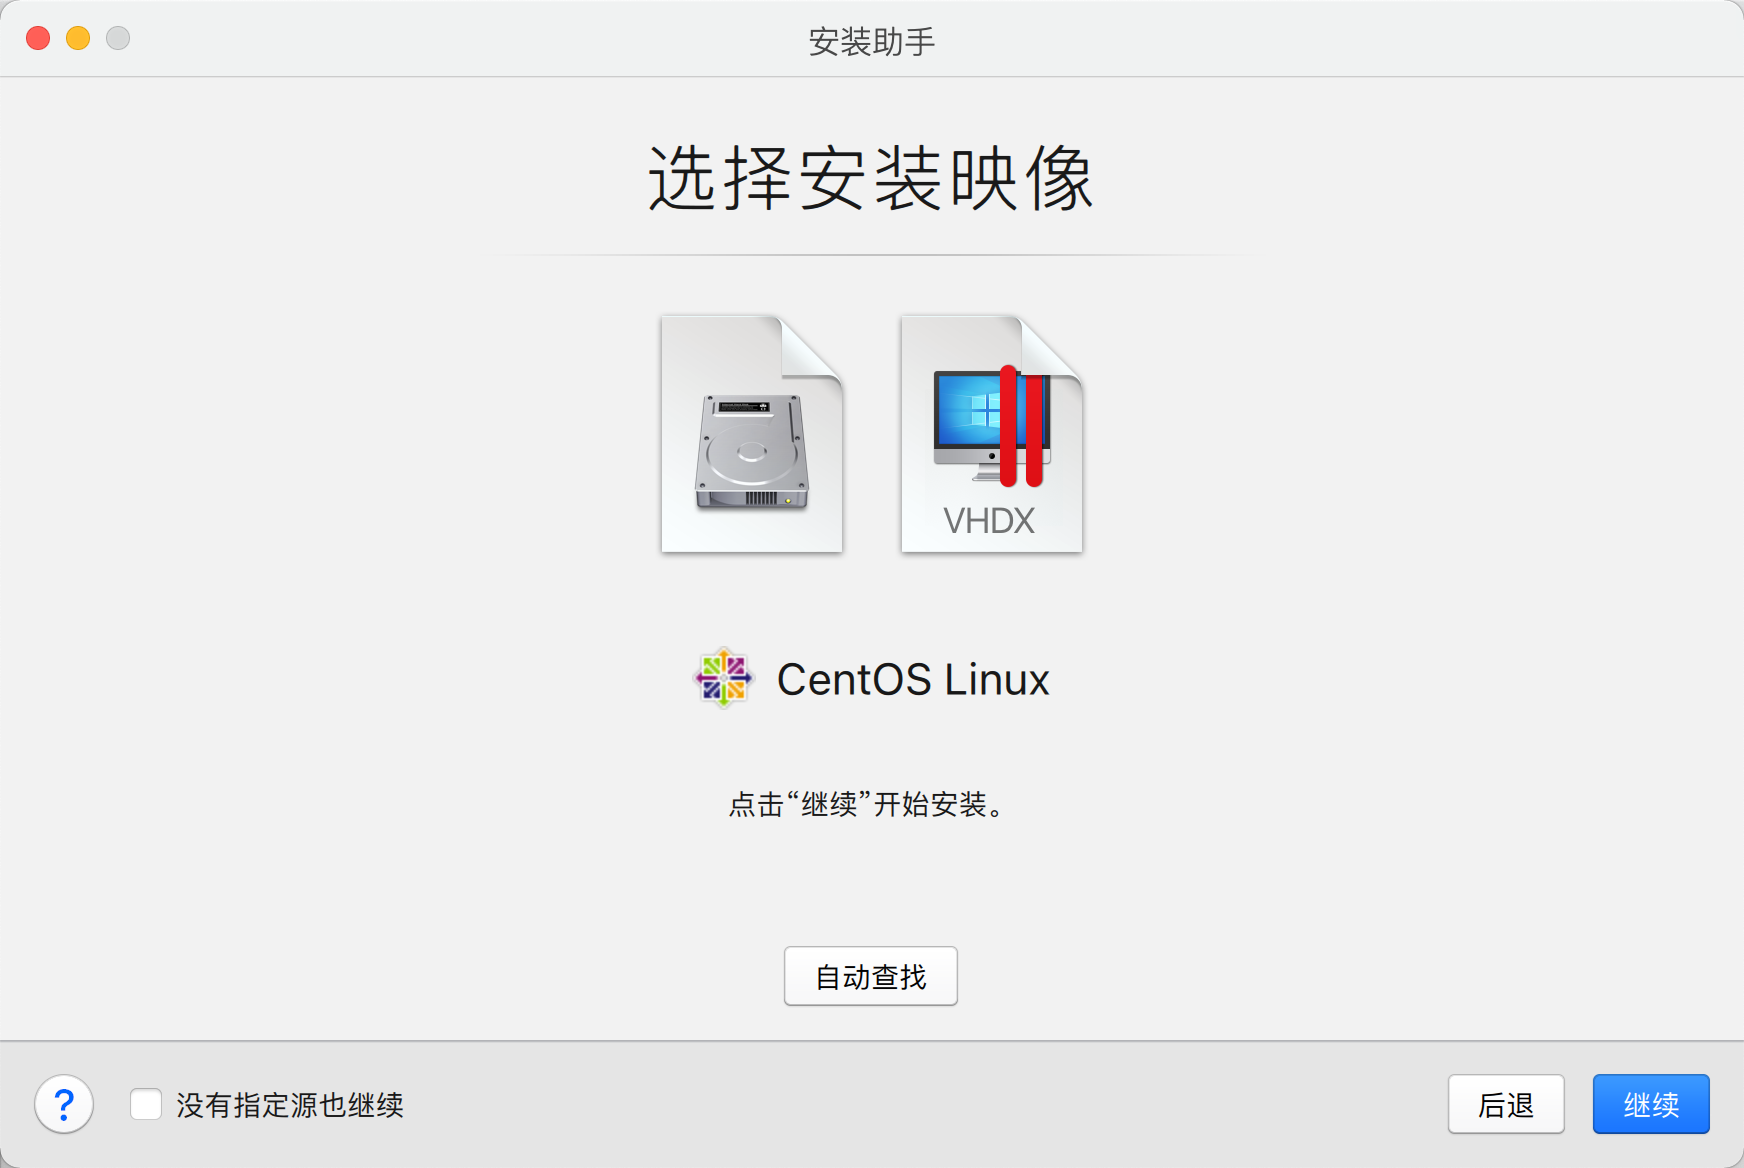 安装助手
选择安装映像
VHDX
CentOS Linux
点击“继续”开始安装。
自动查找
?
没有指定源也继续
后退
继续